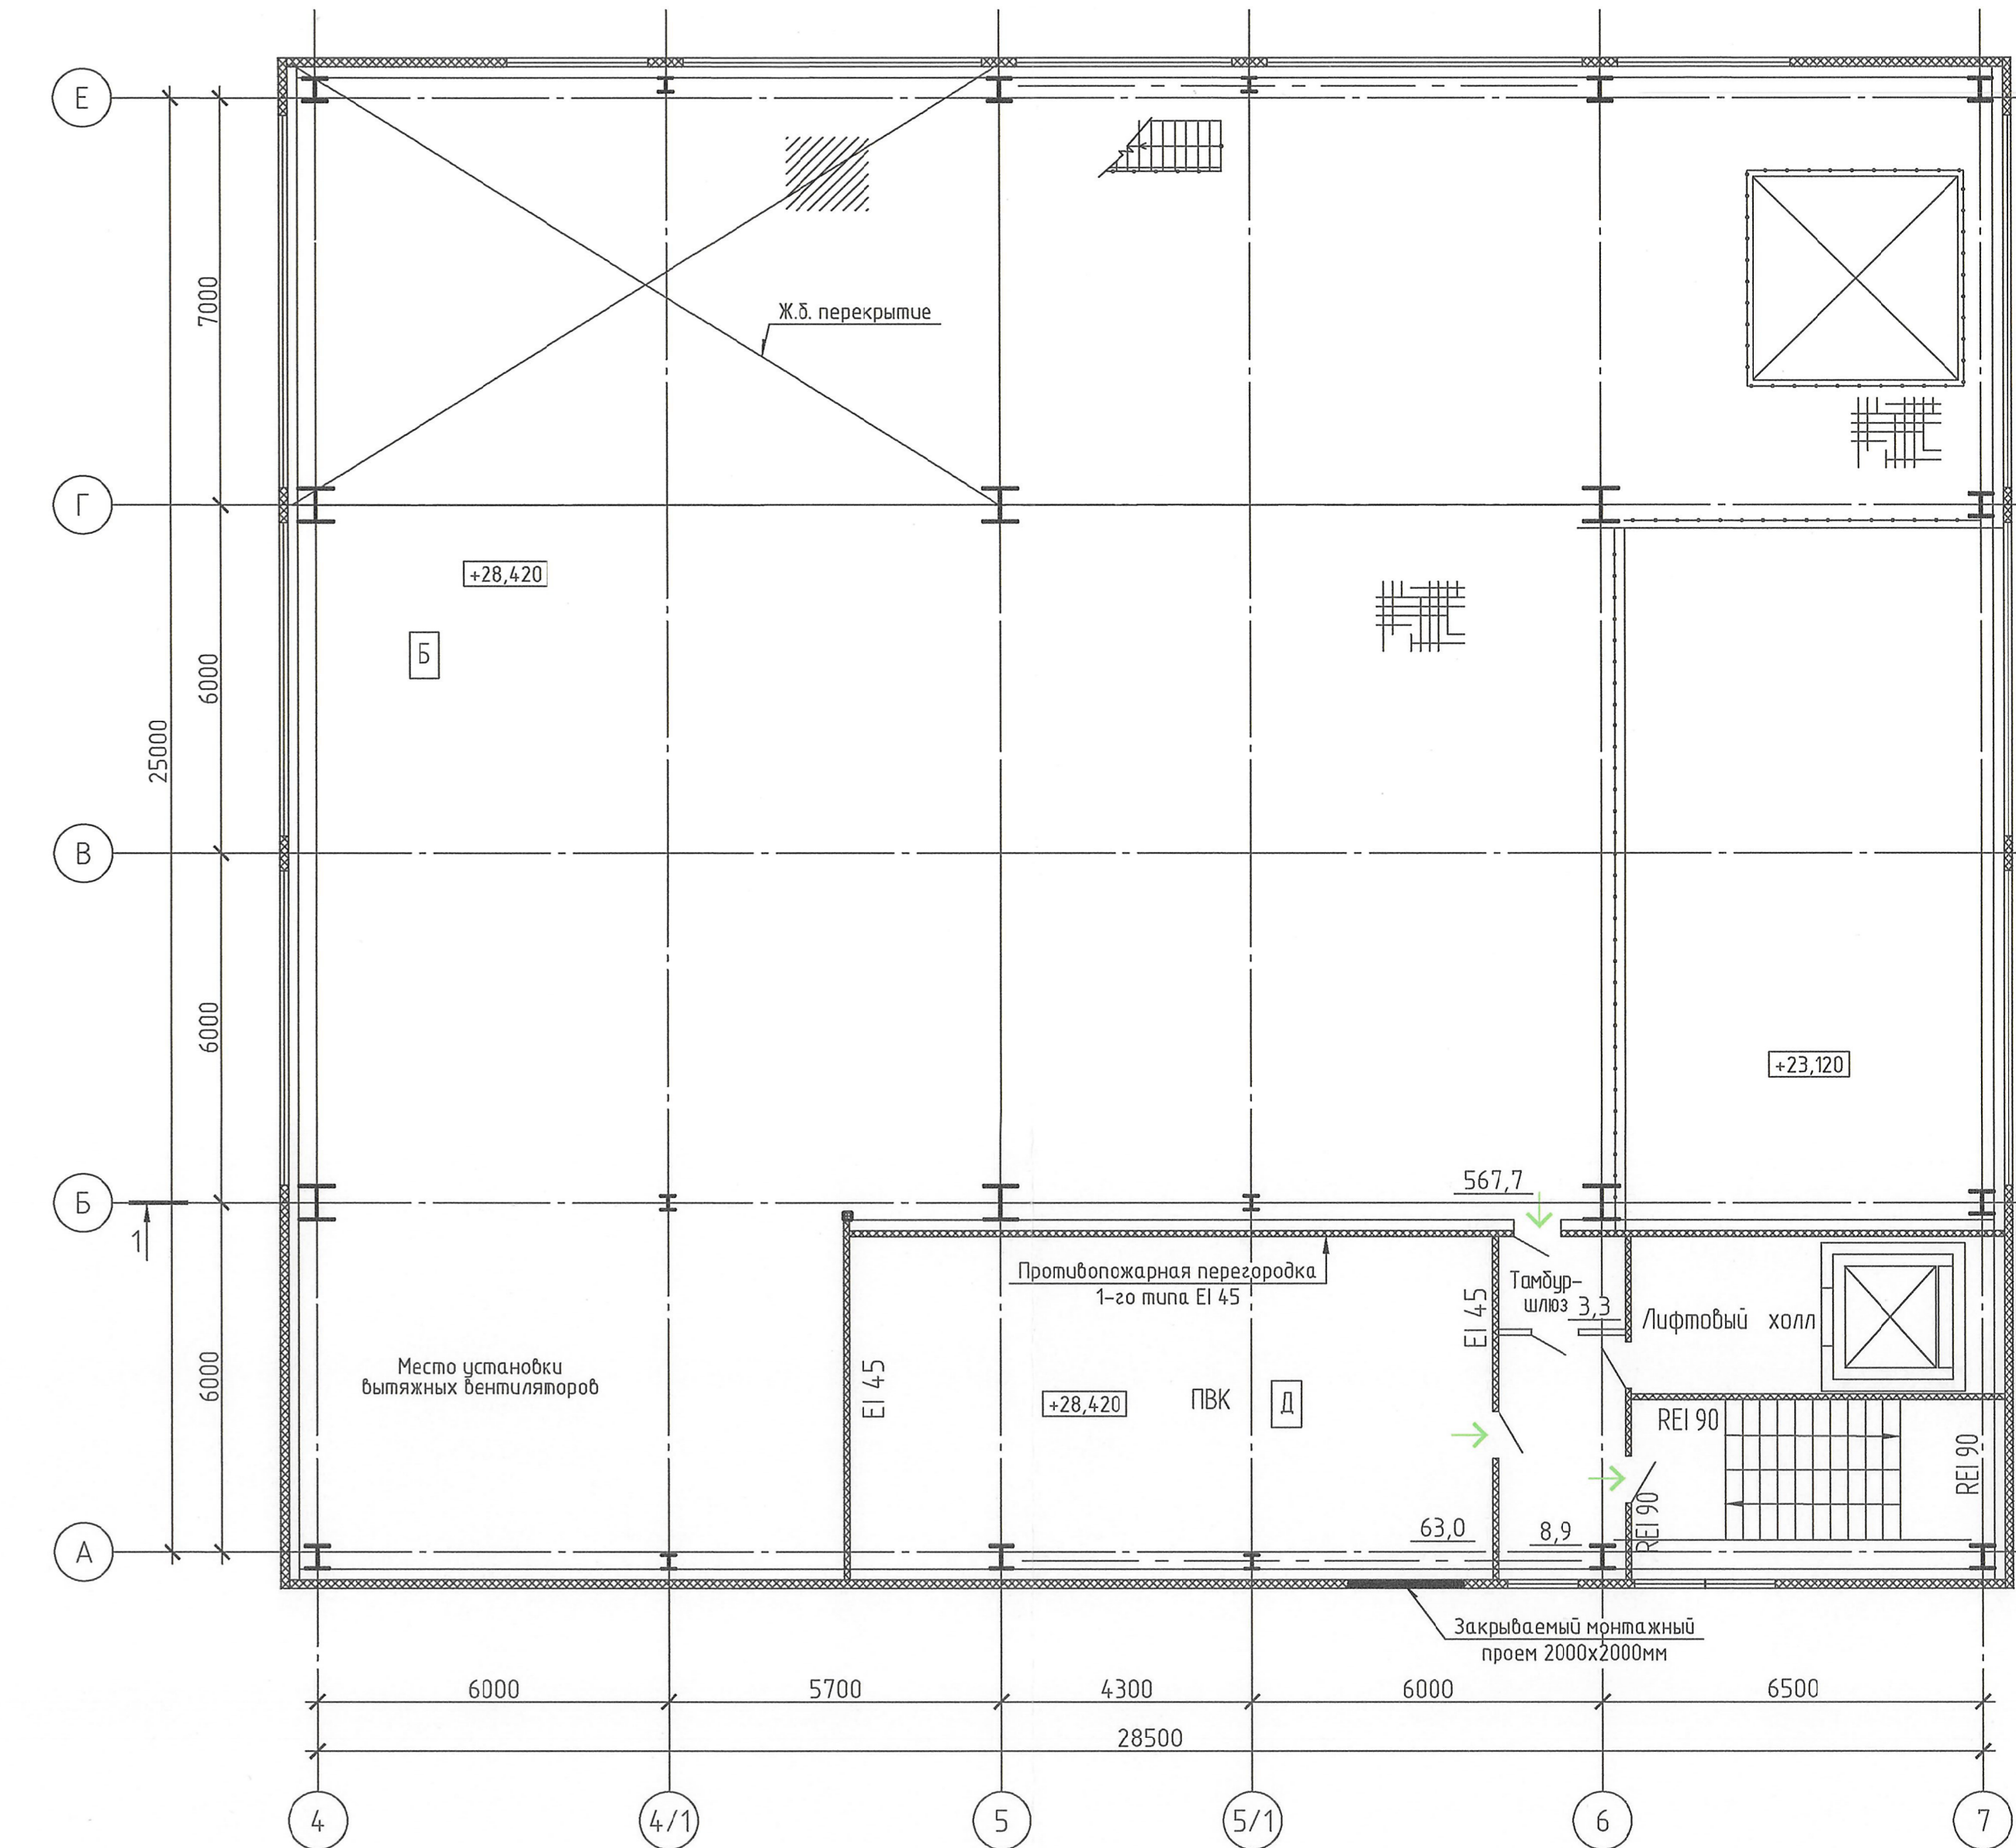 Е
7000
Ж.б. перекрытие
Г
+28,420
Б
6000
25000
В
6000
+23,120
Б
1
567,7
Противопожарная перегородка
1-го типа EI 45
EI 45
Тамбур-
шлюз 3,3
Лифтовый холл
6000
Место установки
вытяжных вентиляторов
EI 45
+28,420
ПВК
Д
REI 90
REI 90
REI 90
63,0
8,9
А
Закрываемый монтажный
проем 2000х2000мм
6000
5700
4300
6000
6500
28500
4
4/1
5
5/1
6
7